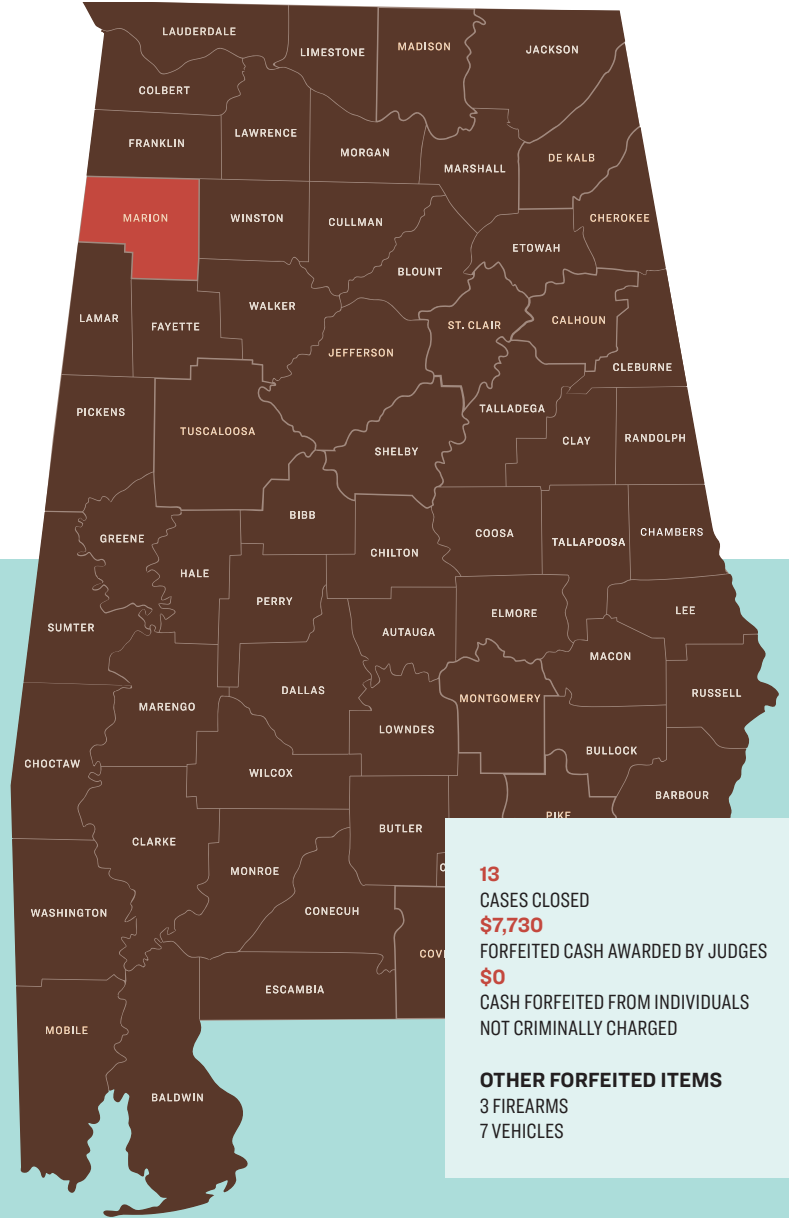 LAUDERDALE
LIMESTONE
MADISON
JACKSON
COLBERT
FRANKLIN
LAWRENCE
MORGAN
MARSHALL
DE KALB
MARION
WINSTON
CULLMAN
CHEROKEE
ETOWAH
BLOUNT
LAMAR
FAYETTE
WALKER
ST. CLAIR
CALHOUN
JEFFERSON
CLEBURNE
PICKENS
TUSCALOOSA
TALLADEGA
CLAY
RANDOLPH
SHELBY
BIBB
GREENE
HALE
CHILTON
COOSA
TALLAPOOSA
CHAMBERS
PERRY
SUMTER
AUTAUGA
ELMORE
LEE
MACON
RUSSELL
MARENGO
DALLAS
MONTGOMERY
LOWNDES
BULLOCK
CHOCTAW
WILCOX
BARBOUR
PIKE
BUTLER
CLARKE
MONROE
C
WASHINGTON
CONECUH
COVI
ESCAMBIA
MOBILE
BALDWIN
13
CASES CLOSED
$7,730
FORFEITED CASH AWARDED BY JUDGES
$0
CASH FORFEITED FROM INDIVIDUALS
NOT CRIMINALLY CHARGED
OTHER FORFEITED ITEMS
3 FIREARMS
7 VEHICLES